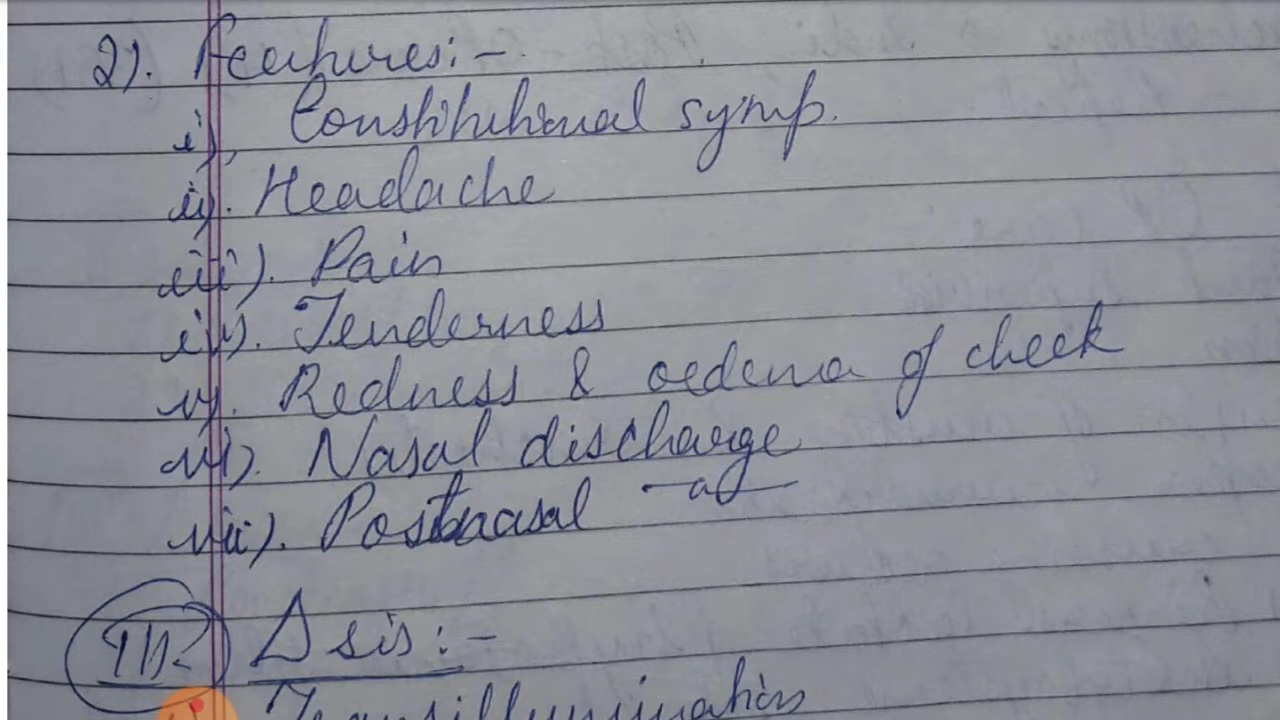 2). Features:-
i), Constitutional symp.
ii). Headache
iii). Pain
iv). Tenderness
v). Redness & oedema of cheek
vi). Nasal discharge
vii). Postnasal —"—
Δsis:-
Transillumination